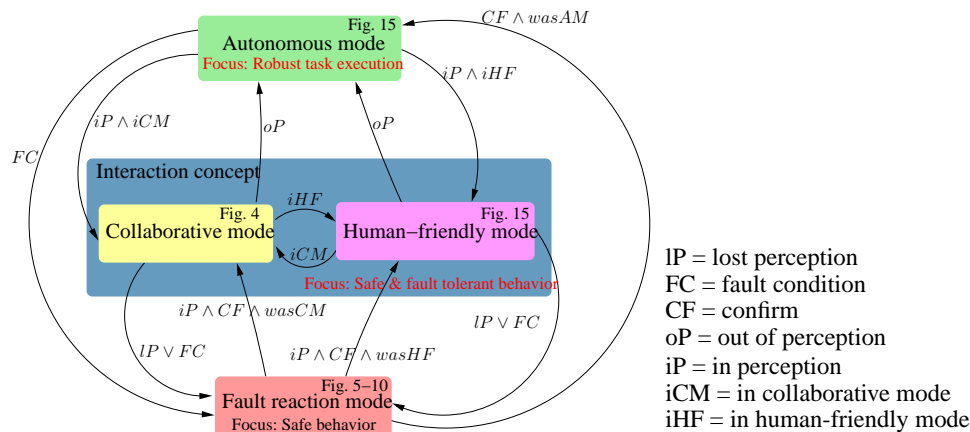 CF ∧ wasAM
Fig. 15
Autonomous mode
Focus: Robust task execution
iP ∧ iHF
iP ∧ iCM
oP
oP
FC
Interaction concept
Fig. 4
Collaborative mode
iHF
iCM
Fig. 15
Human−friendly mode
Focus: Safe & fault tolerant behavior
iP ∧ CF ∧ wasCM
lP ∨ FC
lP ∨ FC
iP ∧ CF ∧ wasHF
Fig. 5–10
Fault reaction mode
Focus: Safe behavior
lP = lost perception
FC = fault condition
CF = confirm
oP = out of perception
iP = in perception
iCM = in collaborative mode
iHF = in human-friendly mode